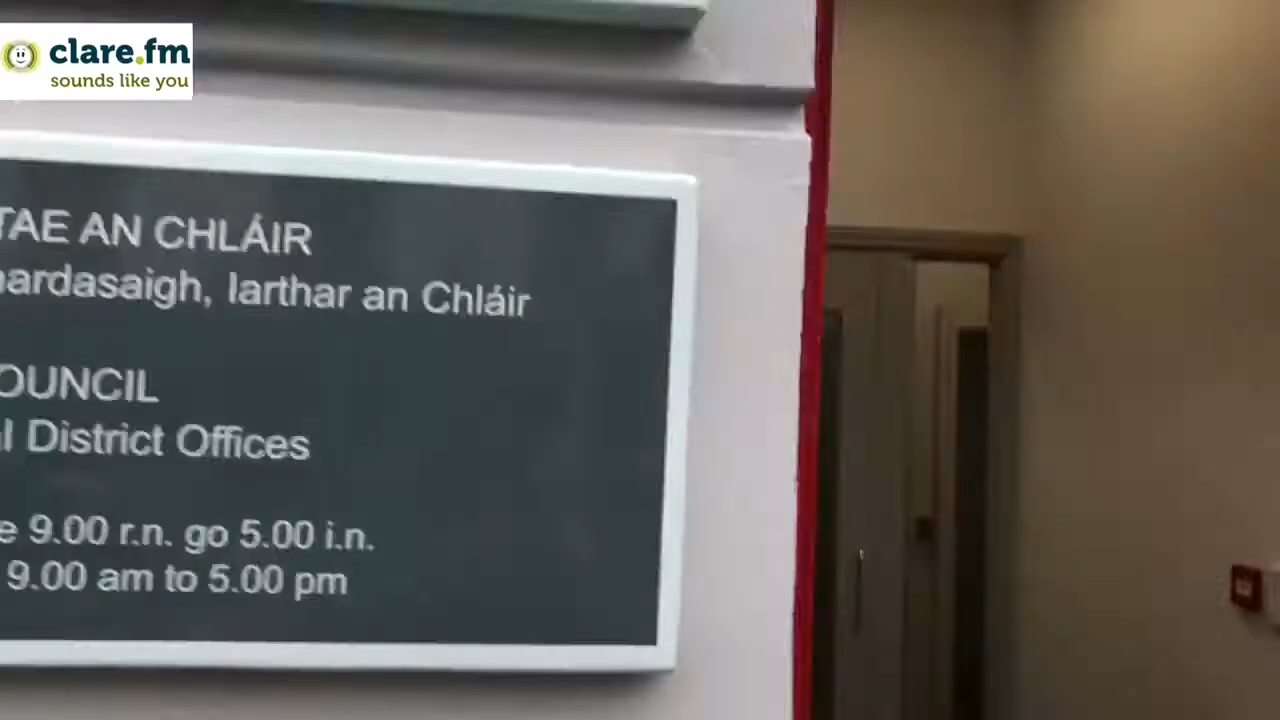 clare.fm
sounds like you
TAE AN CHLÁIR
ardasaigh, Iarthar an Chláir
OUNCIL
l District Offices
e 9.00 r.n. go 5.00 i.n.
9.00 am to 5.00 pm